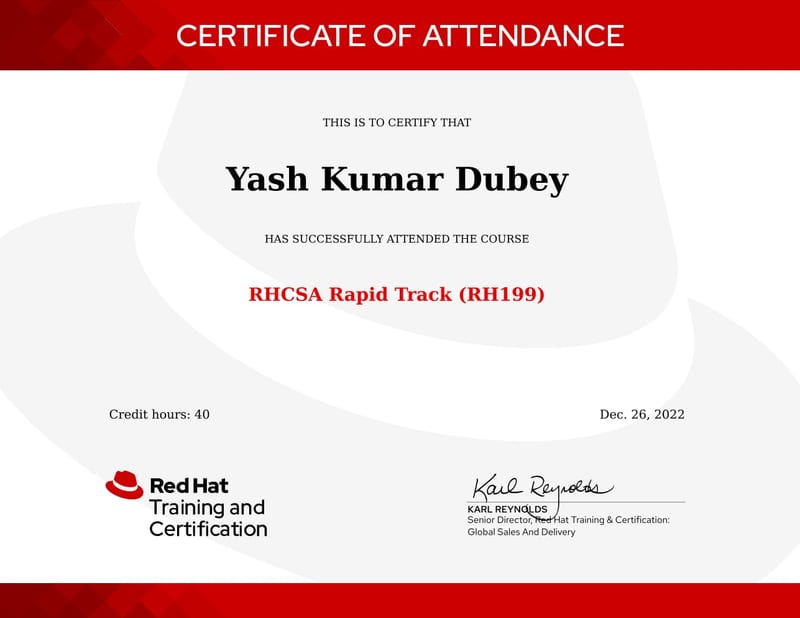 CERTIFICATE OF ATTENDANCE
THIS IS TO CERTIFY THAT
Yash Kumar Dubey
HAS SUCCESSFULLY ATTENDED THE COURSE
RHCSA Rapid Track (RH199)
Credit hours: 40
Dec. 26, 2022
Red Hat
Training and
Certification
Karl Reynolds
KARL REYNOLDS
Senior Director, Red Hat Training & Certification:
Global Sales And Delivery